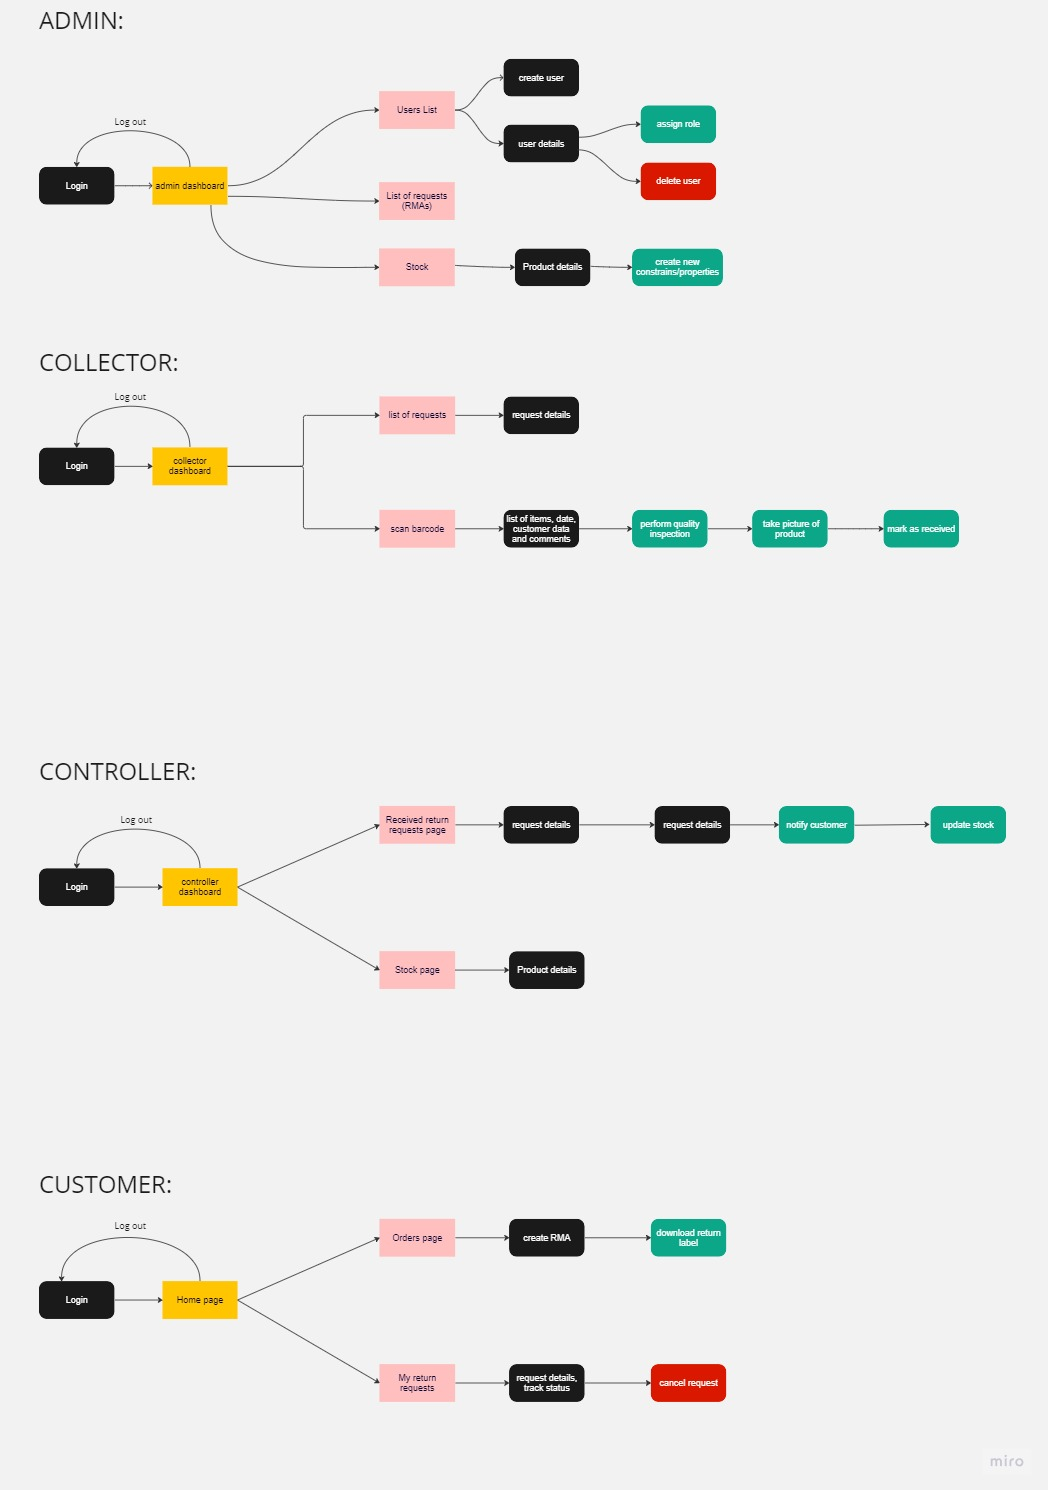 ADMIN:
create user
Users List
Log out
assign role
user details
Login
admin dashboard
delete user
List of requests
(RMAs)
Stock
Product details
create new
constrains/properties
COLLECTOR:
Log out
list of requests
request details
Login
collector
dashboard
scan barcode
list of items, date,
customer data
and comments
perform quality
inspection
take picture of
product
mark as received
CONTROLLER:
Log out
Received return
requests page
request details
request details
notify customer
update stock
Login
controller
dashboard
Stock page
Product details
CUSTOMER:
Log out
Orders page
create RMA
download return
label
Login
Home page
My return
requests
request details,
track status
cancel request
miro